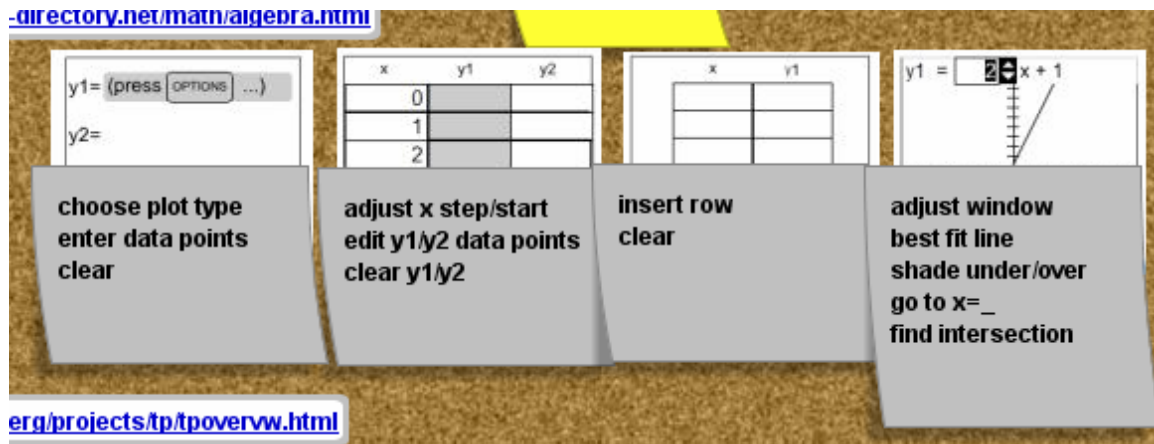 -directory.net/math/algebra.html
y1= (press OPTIONS ...)
y2=
choose plot type
enter data points
clear
x y1 y2
0
1
2
adjust x step/start
edit y1/y2 data points
clear y1/y2
x y1
insert row
clear
y1 = 2 x + 1
adjust window
best fit line
shade under/over
go to x=_
find intersection
erg/projects/tp/tpovervw.html